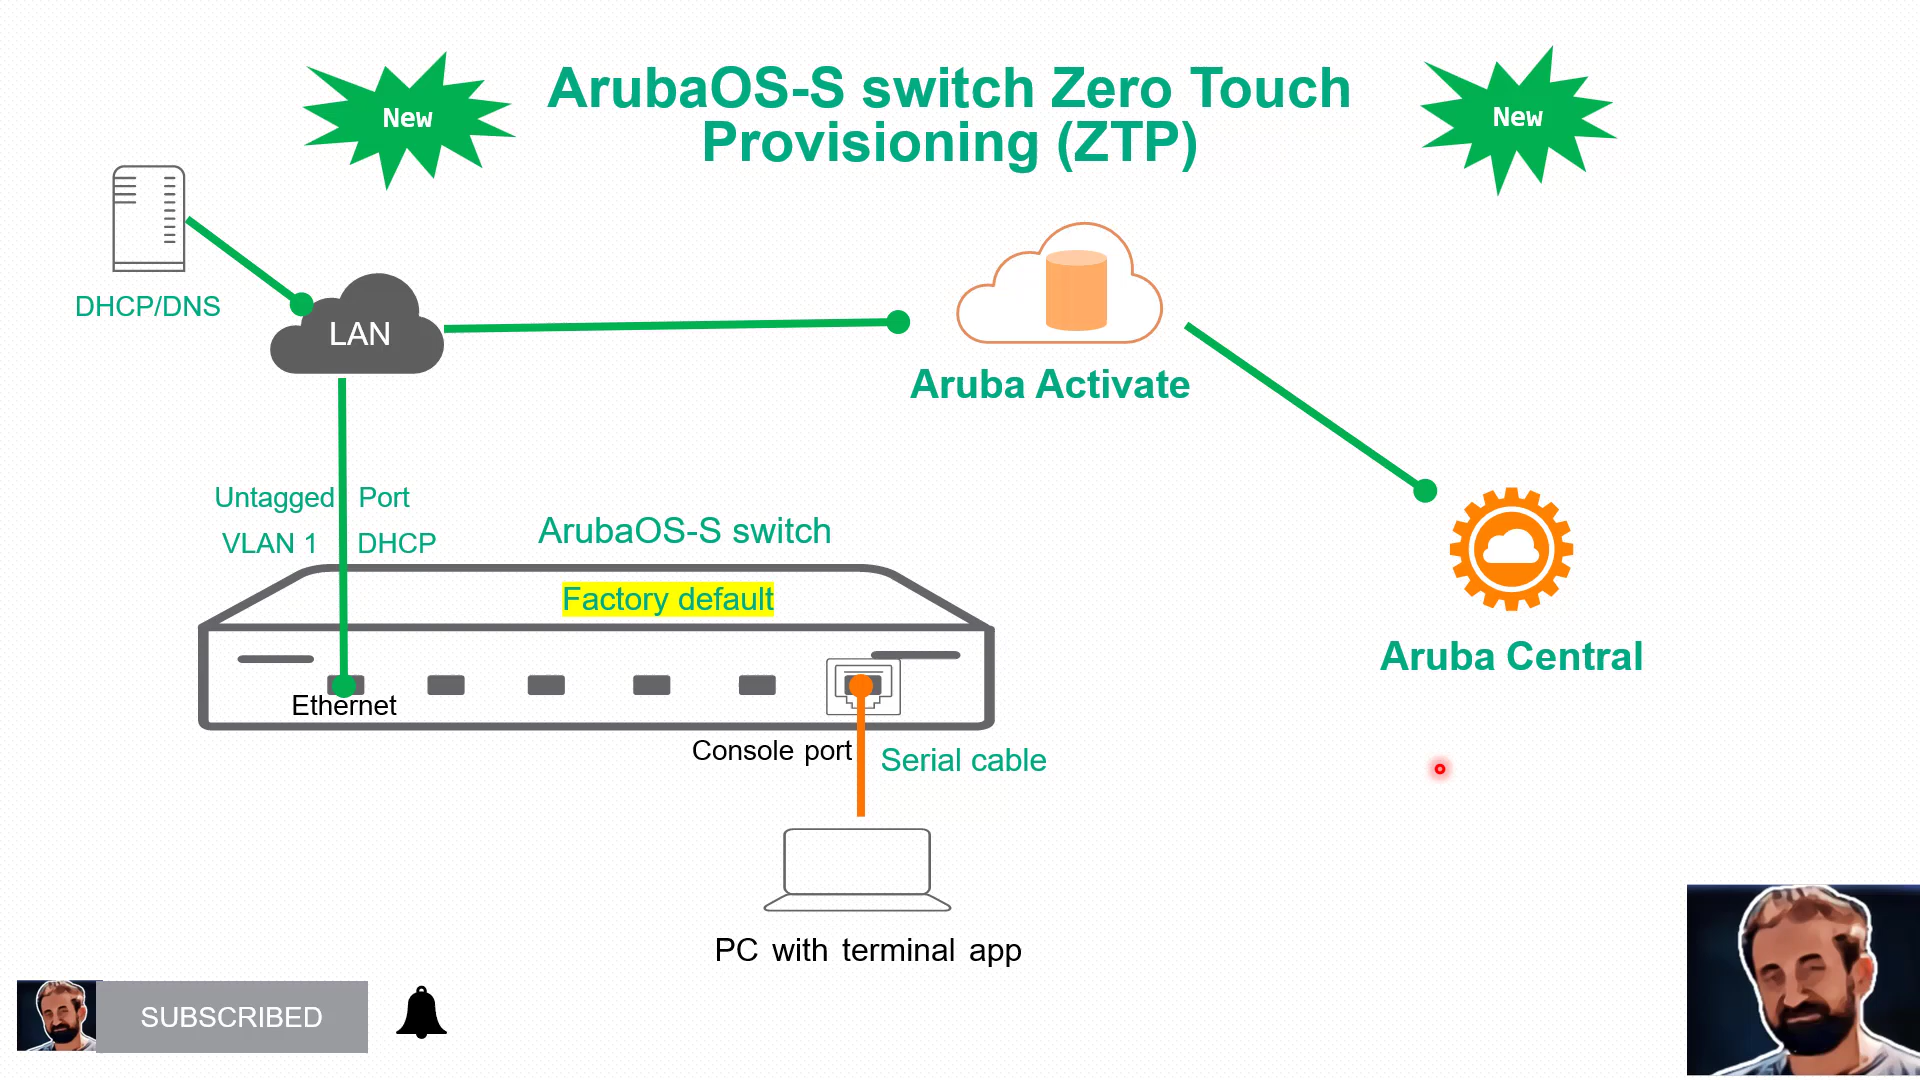 New
ArubaOS-S switch Zero Touch
Provisioning (ZTP)
New
DHCP/DNS
LAN
Aruba Activate
Untagged Port
VLAN 1 DHCP
ArubaOS-S switch
Factory default
Aruba Central
Ethernet
Console port
Serial cable
PC with terminal app
SUBSCRIBED